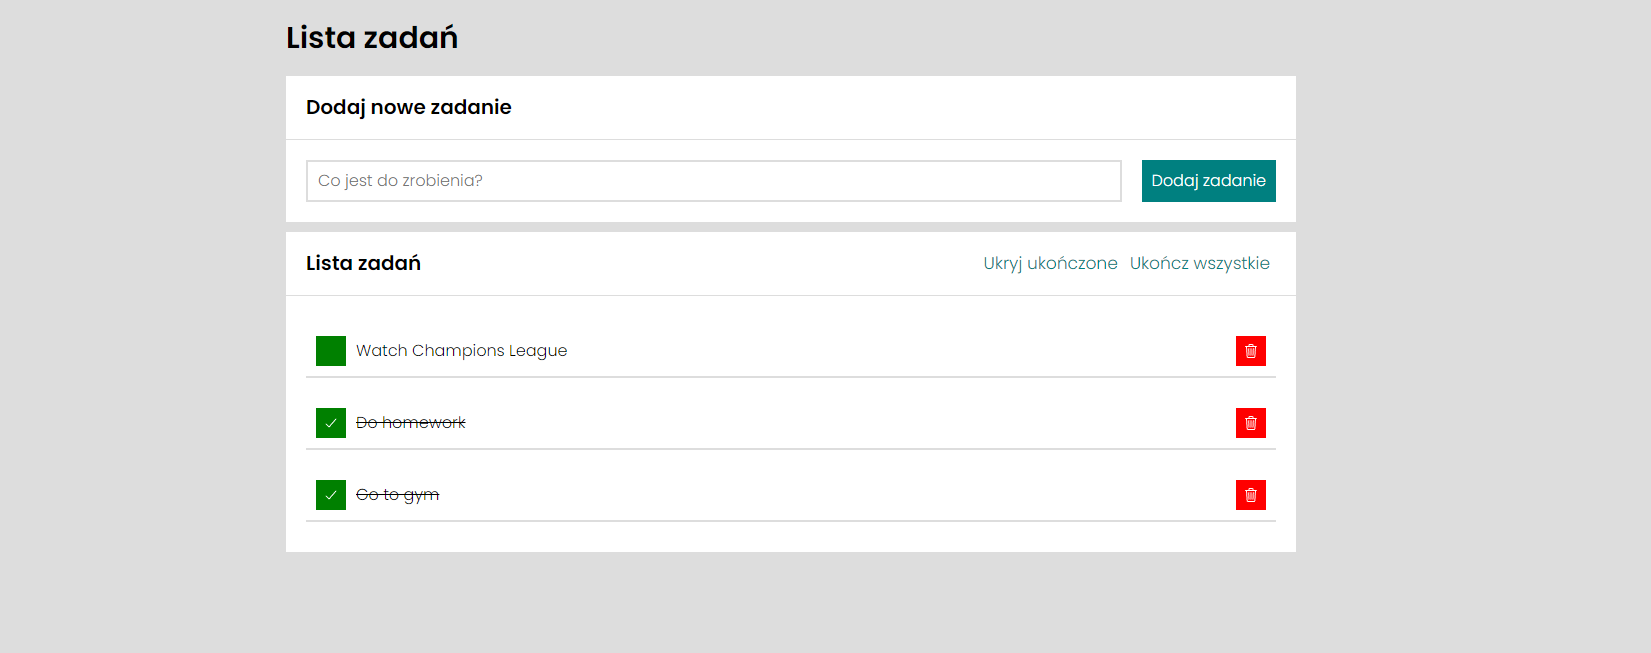 Lista zadań
Dodaj nowe zadanie
Co jest do zrobienia? Dodaj zadanie
Lista zadań Ukryj ukończone Ukończ wszystkie
Watch Champions League
Do homework
Go to gym